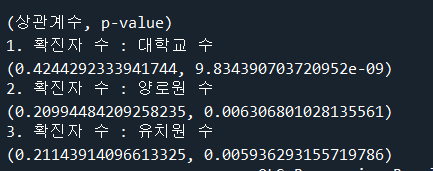 (상관계수, p-value)
1. 확진자 수 : 대학교 수
(0.4244292333941744, 9.834390703720952e-09)
2. 확진자 수 : 양로원 수
(0.20994484209258235, 0.006306801028135561)
3. 확진자 수 : 유치원 수
(0.21143914096613325, 0.005936293155719786)